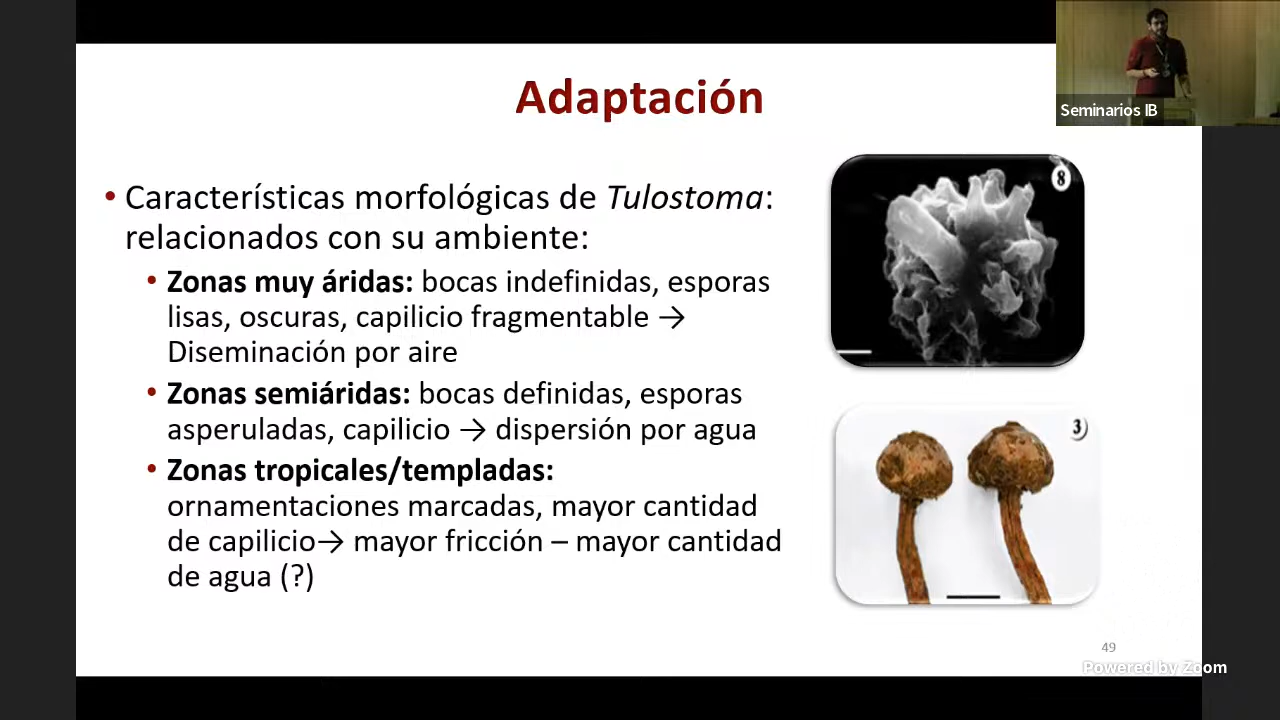 Adaptación
Seminarios IB
• Características morfológicas de Tulostoma:
relacionados con su ambiente:
• Zonas muy áridas: bocas indefinidas, esporas
lisas, oscuras, capilicio fragmentable →
Diseminación por aire
• Zonas semiáridas: bocas definidas, esporas
asperuladas, capilicio → dispersión por agua
• Zonas tropicales/templadas:
ornamentaciones marcadas, mayor cantidad
de capilicio→ mayor fricción – mayor cantidad
de agua (?)
8
3
49
Powered by Zoom